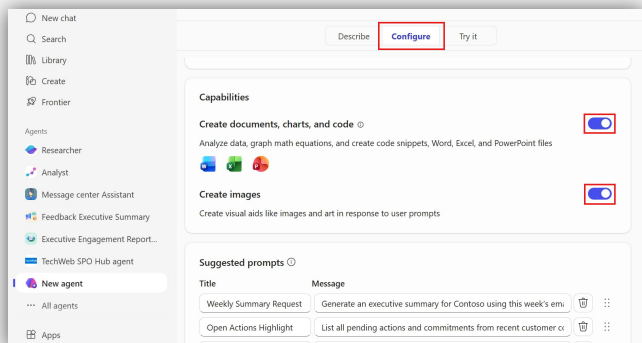 New chat
Search
Library
Create
Frontier
Agents
Researcher
Analyst
Message center Assistant
Feedback Executive Summary
Executive Engagement Report...
TechWeb SPO Hub agent
New agent
All agents
Apps
Describe Configure Try it
Capabilities
Create documents, charts, and code
Analyze data, graph math equations, and create code snippets, Word, Excel, and PowerPoint files
Create images
Create visual aids like images and art in response to user prompts
Suggested prompts
Title Message
Weekly Summary Request Generate an executive summary for Contoso using this week's ema
Open Actions Highlight List all pending actions and commitments from recent customer co